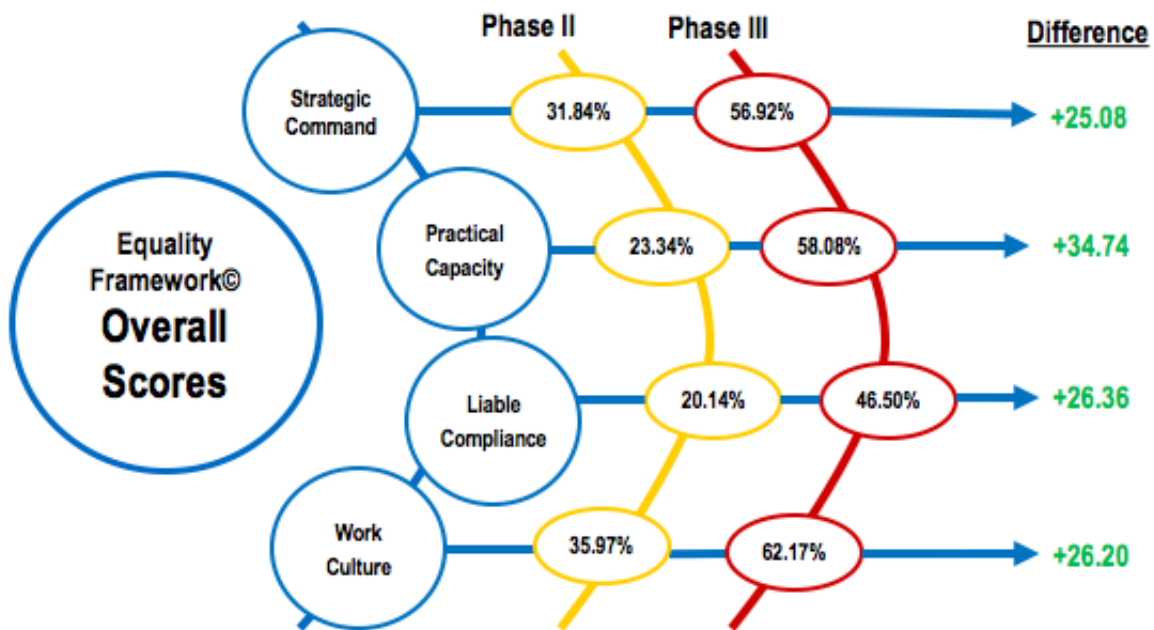 Phase II
Phase III
Difference
Strategic
Command
31.84%
56.92%
+25.08
Equality
Framework©
Overall
Scores
Practical
Capacity
23.34%
58.08%
+34.74
Liable
Compliance
20.14%
46.50%
+26.36
Work
Culture
35.97%
62.17%
+26.20